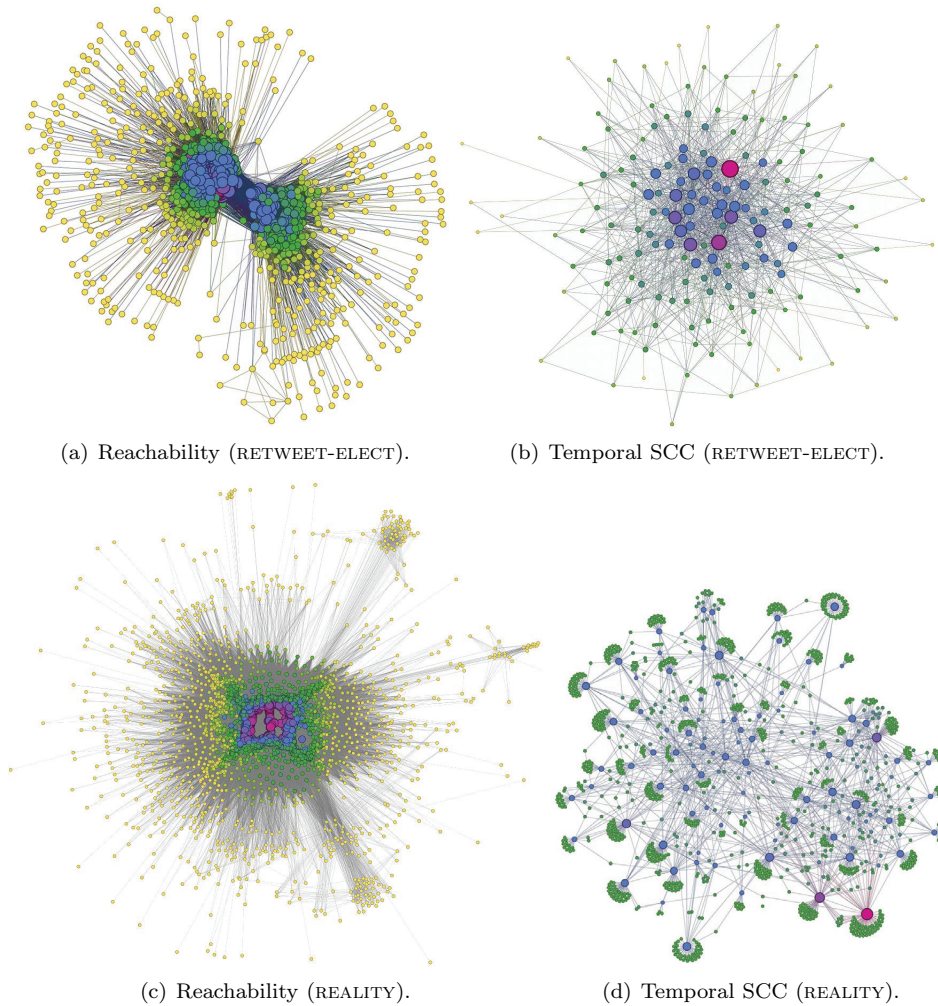 (a) Reachability (RETWEET-ELECT).
(b) Temporal SCC (RETWEET-ELECT).
(c) Reachability (REALITY).
(d) Temporal SCC (REALITY).